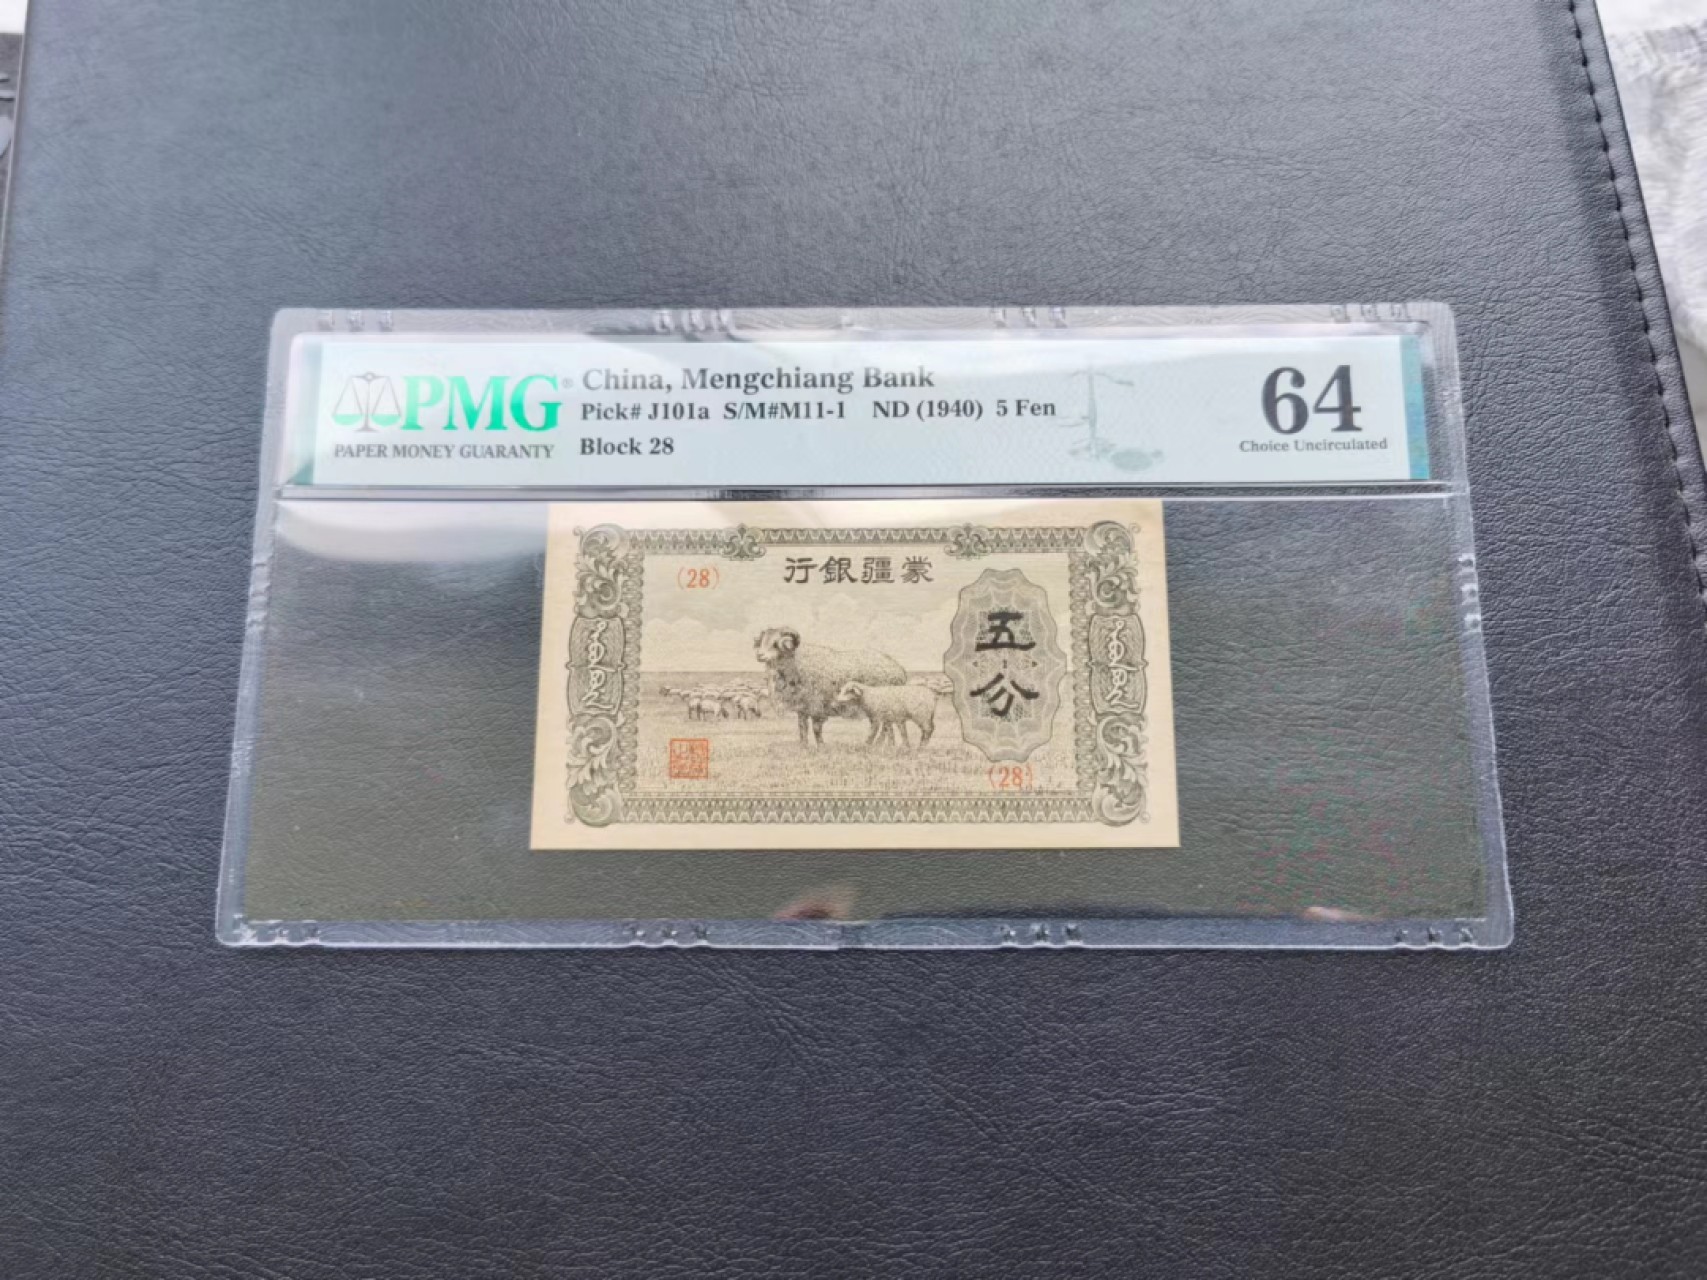 PMG
PAPER MONEY GUARANTY
China, Mengchiang Bank
Pick# J101a S/M#M11-1 ND (1940) 5 Fen
Block 28
64
Choice Uncirculated
行銀疆蒙
(28)
五
分
(28)